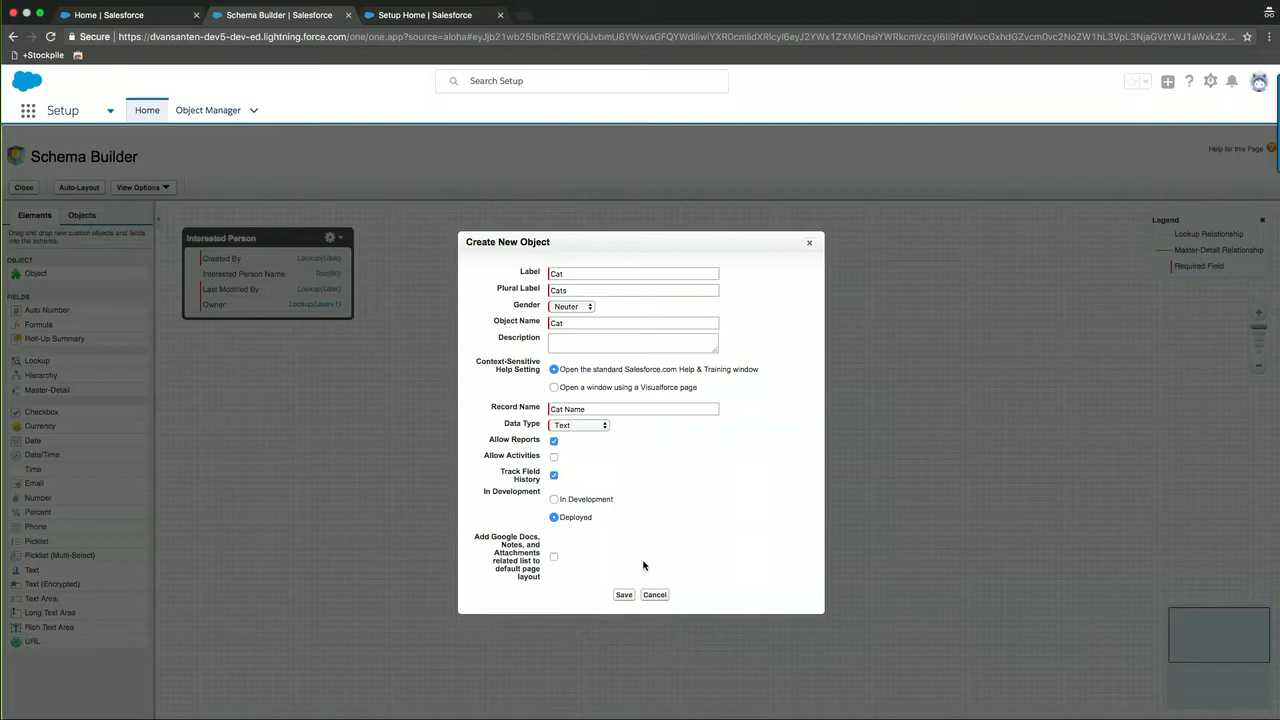 Home | Salesforce
Schema Builder | Salesforce
Setup Home | Salesforce
Secure
+Stockpile
Search Setup
Setup
Home
Object Manager
Schema Builder
Help for this Page
Close
Auto-Layout
View Options
Elements
Objects
Drag and drop new custom objects and fields
into the schema.
OBJECT
Object
FIELDS
Auto Number
Formula
Roll-Up Summary
Lookup
Hierarchy
Master-Detail
Checkbox
Currency
Date
Date/Time
Time
Email
Number
Percent
Phone
Picklist
Picklist (Multi-Select)
Text
Text (Encrypted)
Text Area
Long Text Area
Rich Text Area
URL
Interested Person
Created By Lookup(User)
Interested Person Name Text(80)
Last Modified By Lookup(User)
Owner Lookup(User+1)
Create New Object
Label Cat
Plural Label Cats
Gender Neuter
Object Name Cat
Description
Context-Sensitive
Help Setting
Open the standard Salesforce.com Help & Training window
Open a window using a Visualforce page
Record Name Cat Name
Data Type Text
Allow Reports
Allow Activities
Track Field
History
In Development
In Development
Deployed
Add Google Docs,
Notes, and
Attachments
related list to
default page
layout
Save Cancel
Legend
Lookup Relationship
Master-Detail Relationship
Required Field